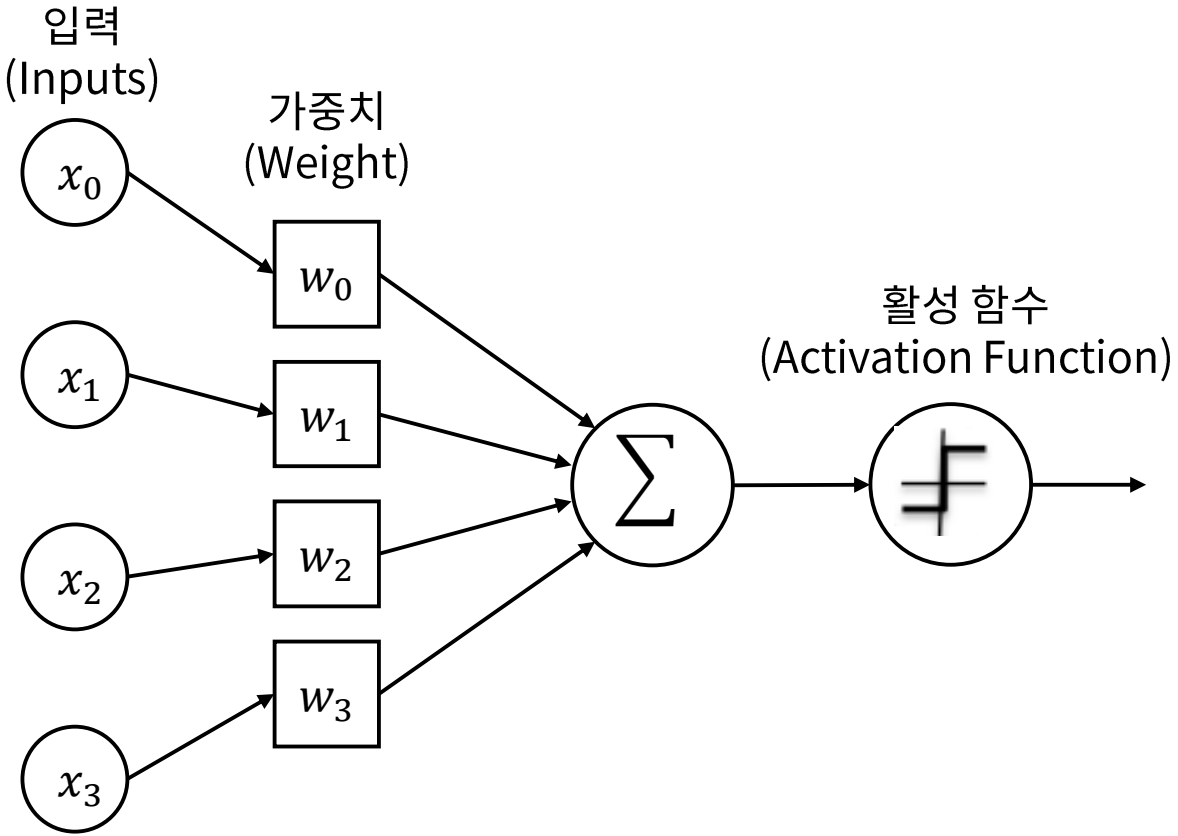 입력
(Inputs)
가중치
(Weight)
x₀
w₀
x₁
w₁
x₂
w₂
x₃
w₃
∑
활성 함수
(Activation Function)